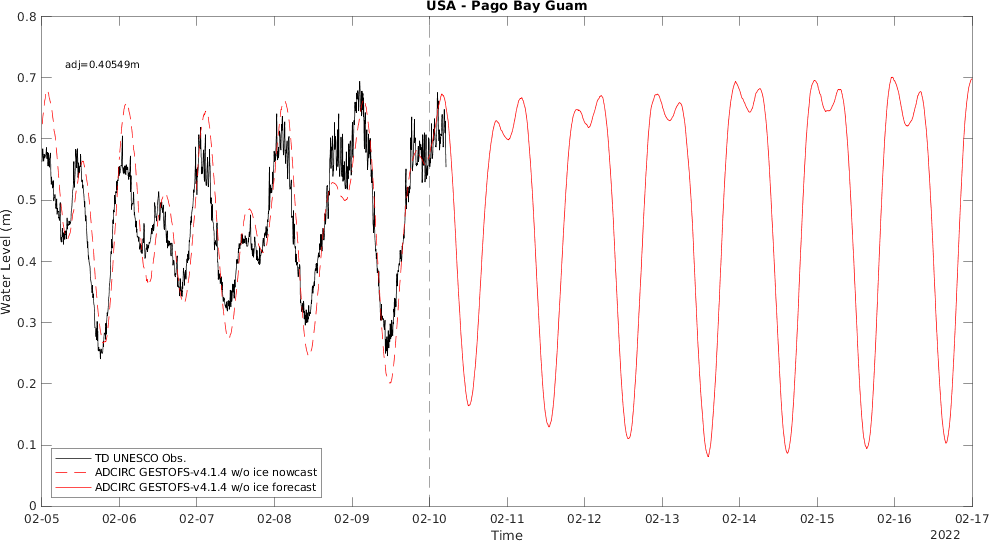 USA - Pago Bay Guam
adj=0.40549m
0.8
0.7
0.6
0.5
0.4
0.3
0.2
0.1
0
Water Level (m)
TD UNESCO Obs.
ADCIRC GESTOFS-v4.1.4 w/o ice nowcast
ADCIRC GESTOFS-v4.1.4 w/o ice forecast
02-05 02-06 02-07 02-08 02-09 02-10 02-11 02-12 02-13 02-14 02-15 02-16 02-17
Time
2022